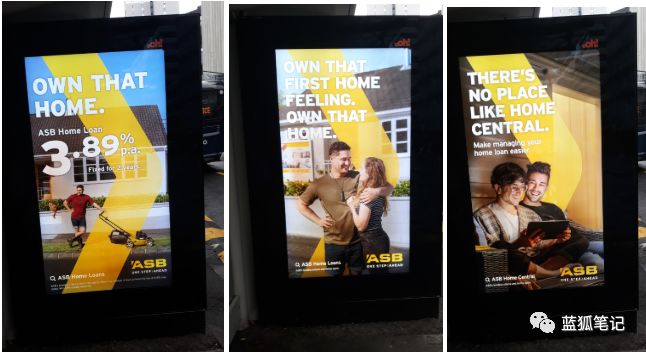 oh!
OWN THAT
HOME.
ASB Home Loan
3.89%
p.a.
Fixed for 2 years
ASB Home Loans
ASB
ONE STEP AHEAD
oh!
OWN THAT
FIRST HOME
FEELING.
OWN THAT
HOME.
ASB Home Loans
ASB
ONE STEP AHEAD
oh!
THERE'S
NO PLACE
LIKE HOME
CENTRAL.
Make managing your
home loan easier.
ASB Home Central
ASB
ONE STEP AHEAD
蓝狐笔记